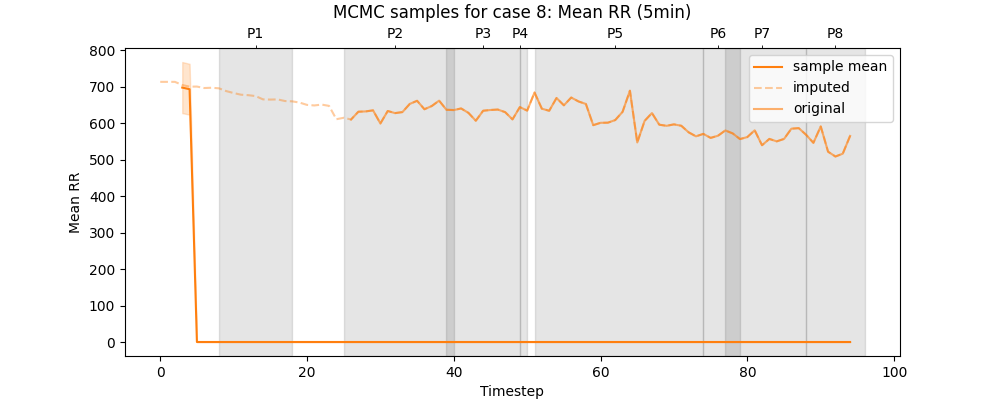 MCMC samples for case 8: Mean RR (5min)
P1 P2 P3 P4 P5 P6 P7 P8
800
700
600
500
400
300
200
100
0
Mean RR
sample mean
imputed
original
0 20 40 60 80 100
Timestep